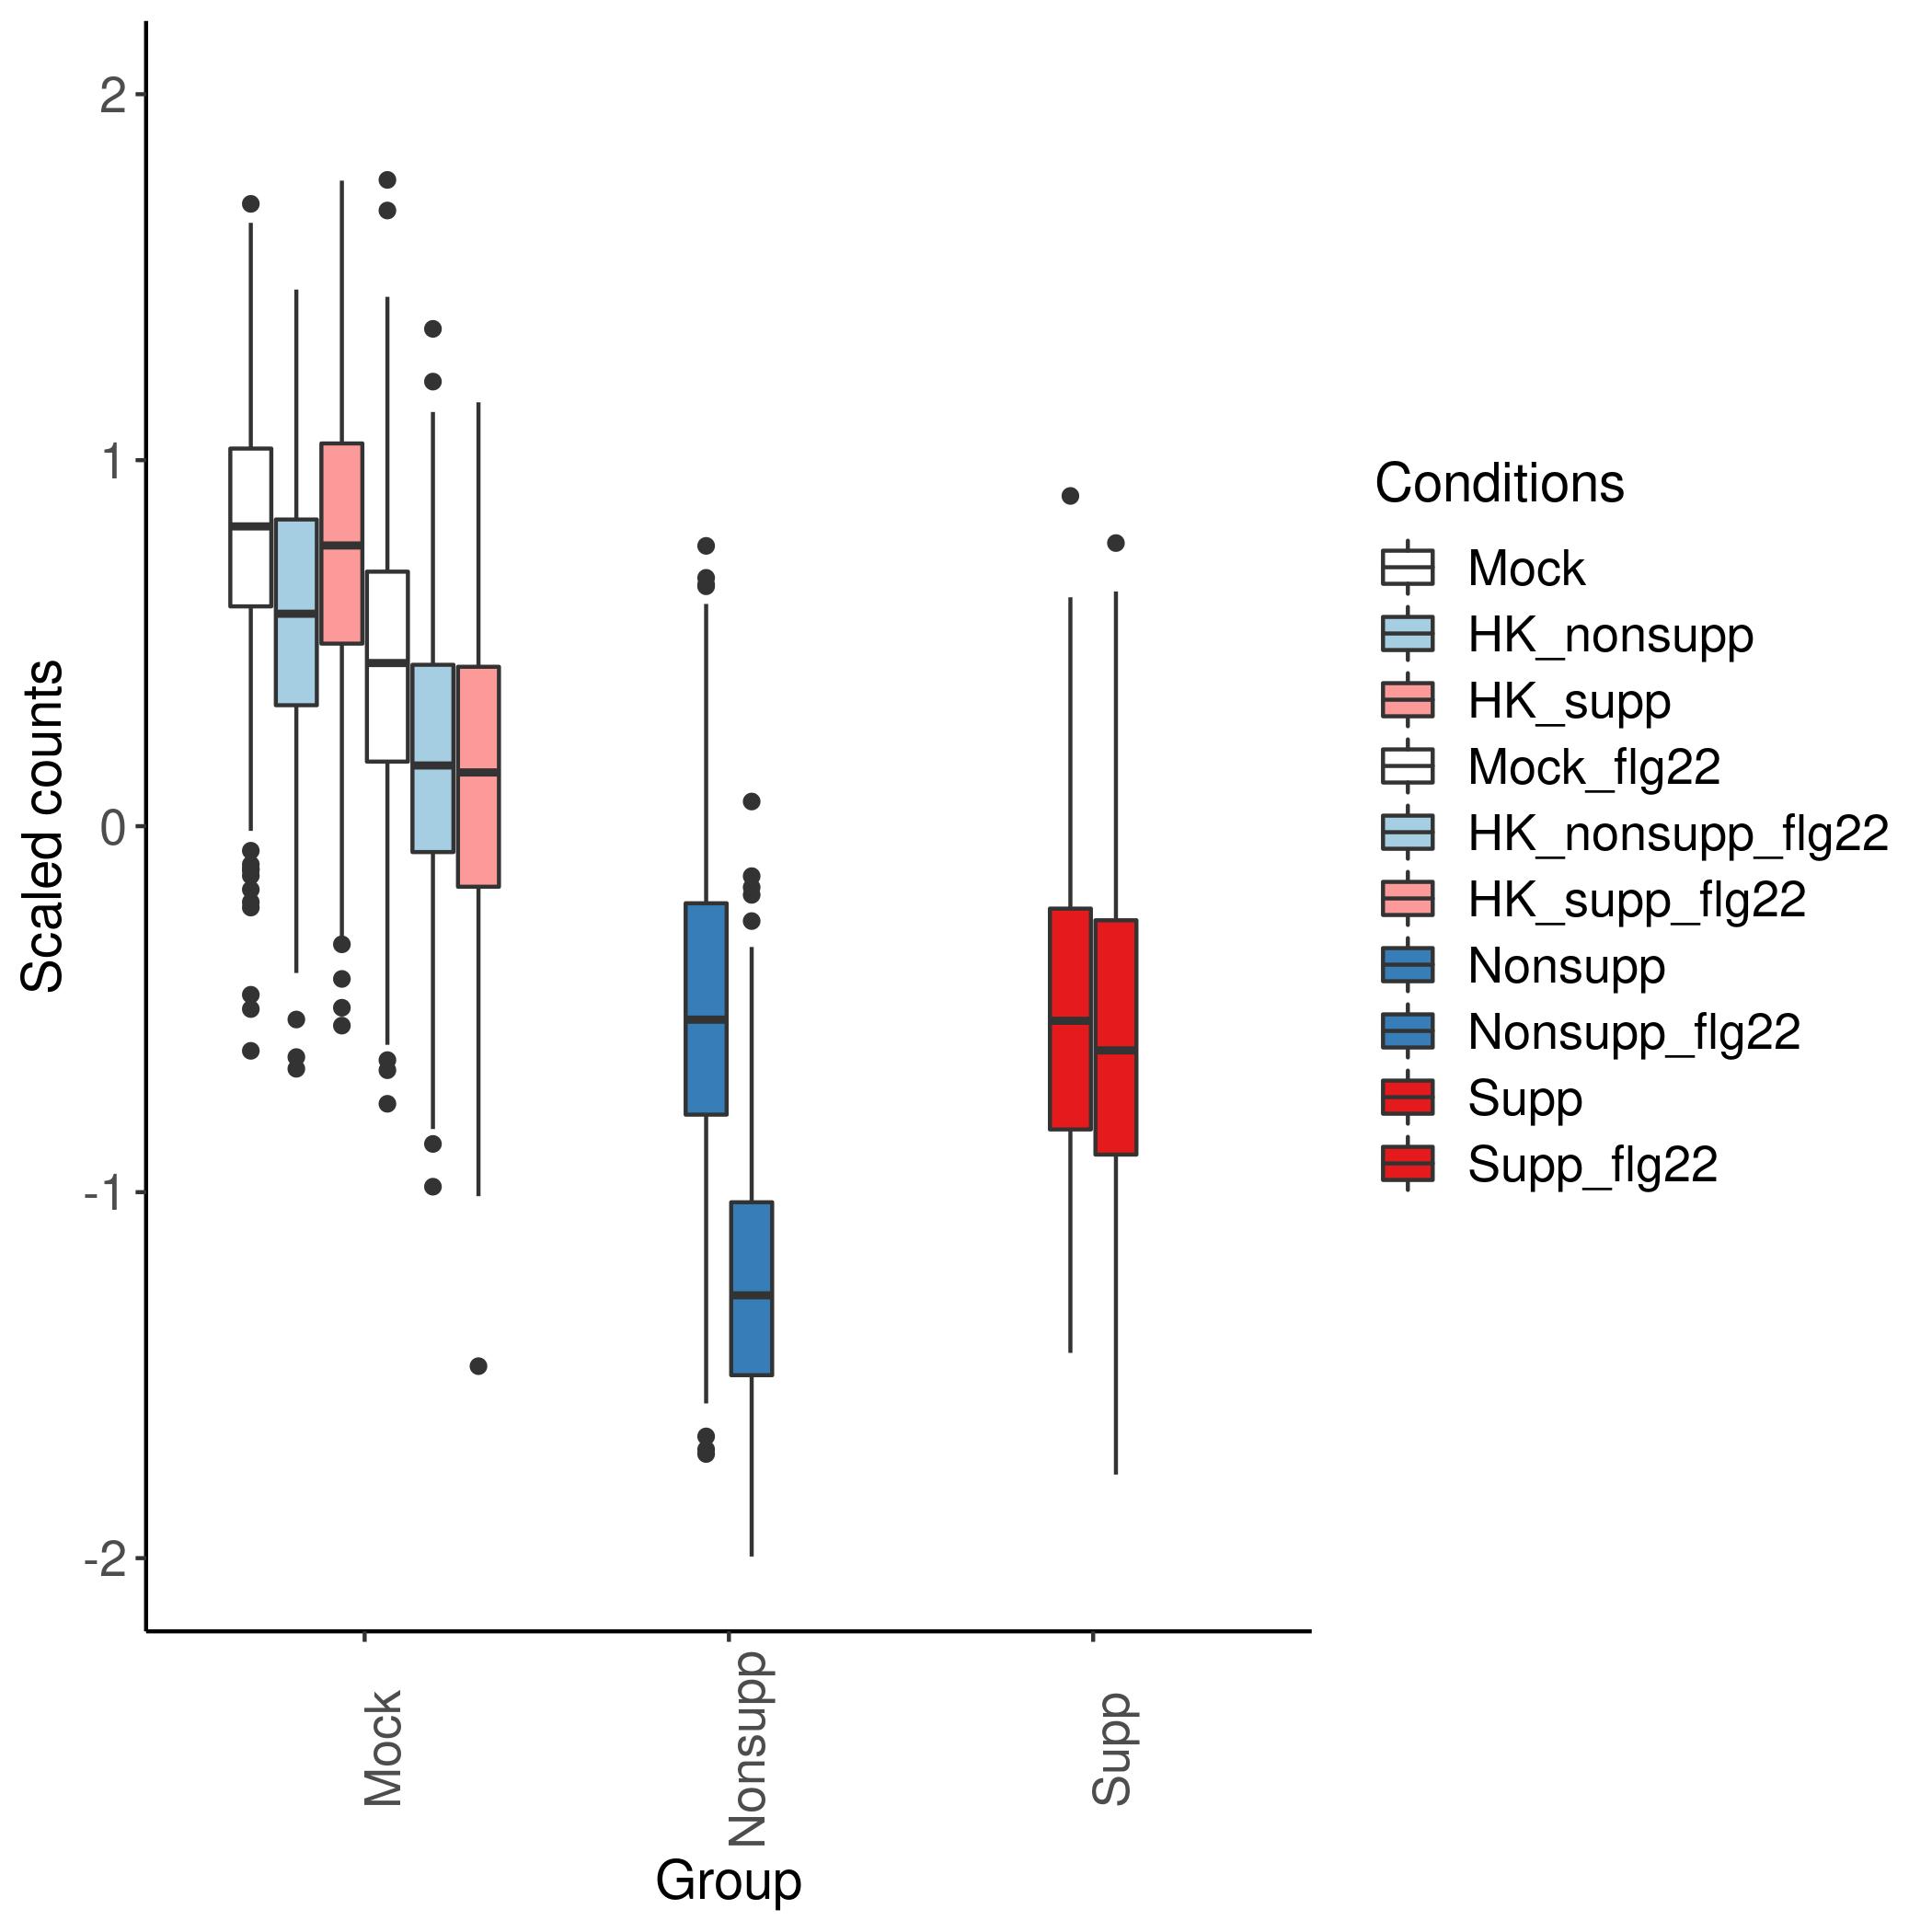 Scaled counts
2
1
0
-1
-2
Mock
Nonsupp
Supp
Group
Conditions
Mock
HK_nonsupp
HK_supp
Mock_flg22
HK_nonsupp_flg22
HK_supp_flg22
Nonsupp
Nonsupp_flg22
Supp
Supp_flg22